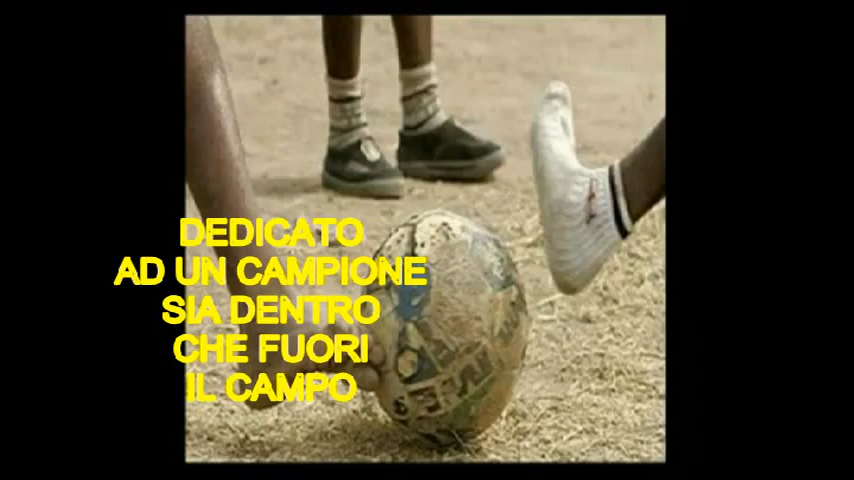 DEDICATO
AD UN CAMPIONE
SIA DENTRO
CHE FUORI
IL CAMPO